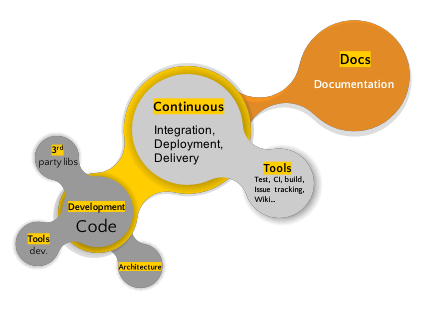 Docs
Documentation
Continuous
Integration,
Deployment,
Delivery
3rd
party libs
Tools
Test, CI, build,
Issue tracking,
Wiki...
Development
Code
Tools
dev.
Architecture